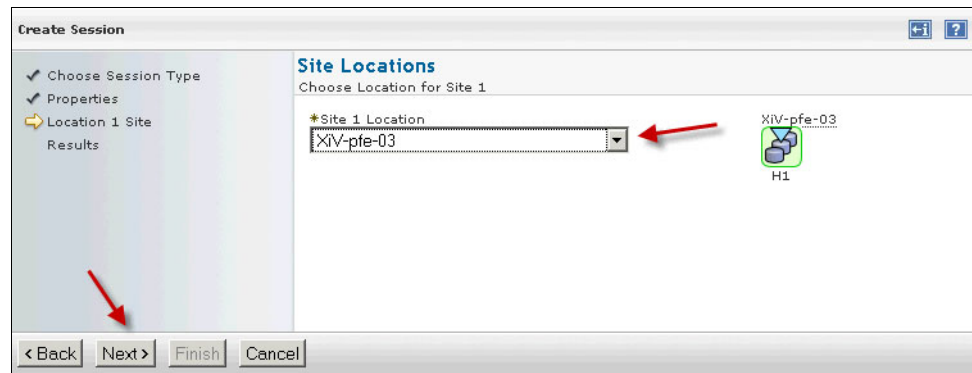 Create Session
Choose Session Type
Properties
Location 1 Site
Results
Site Locations
Choose Location for Site 1
*Site 1 Location
XiV-pfe-03
XiV-pfe-03
H1
< Back Next > Finish Cancel